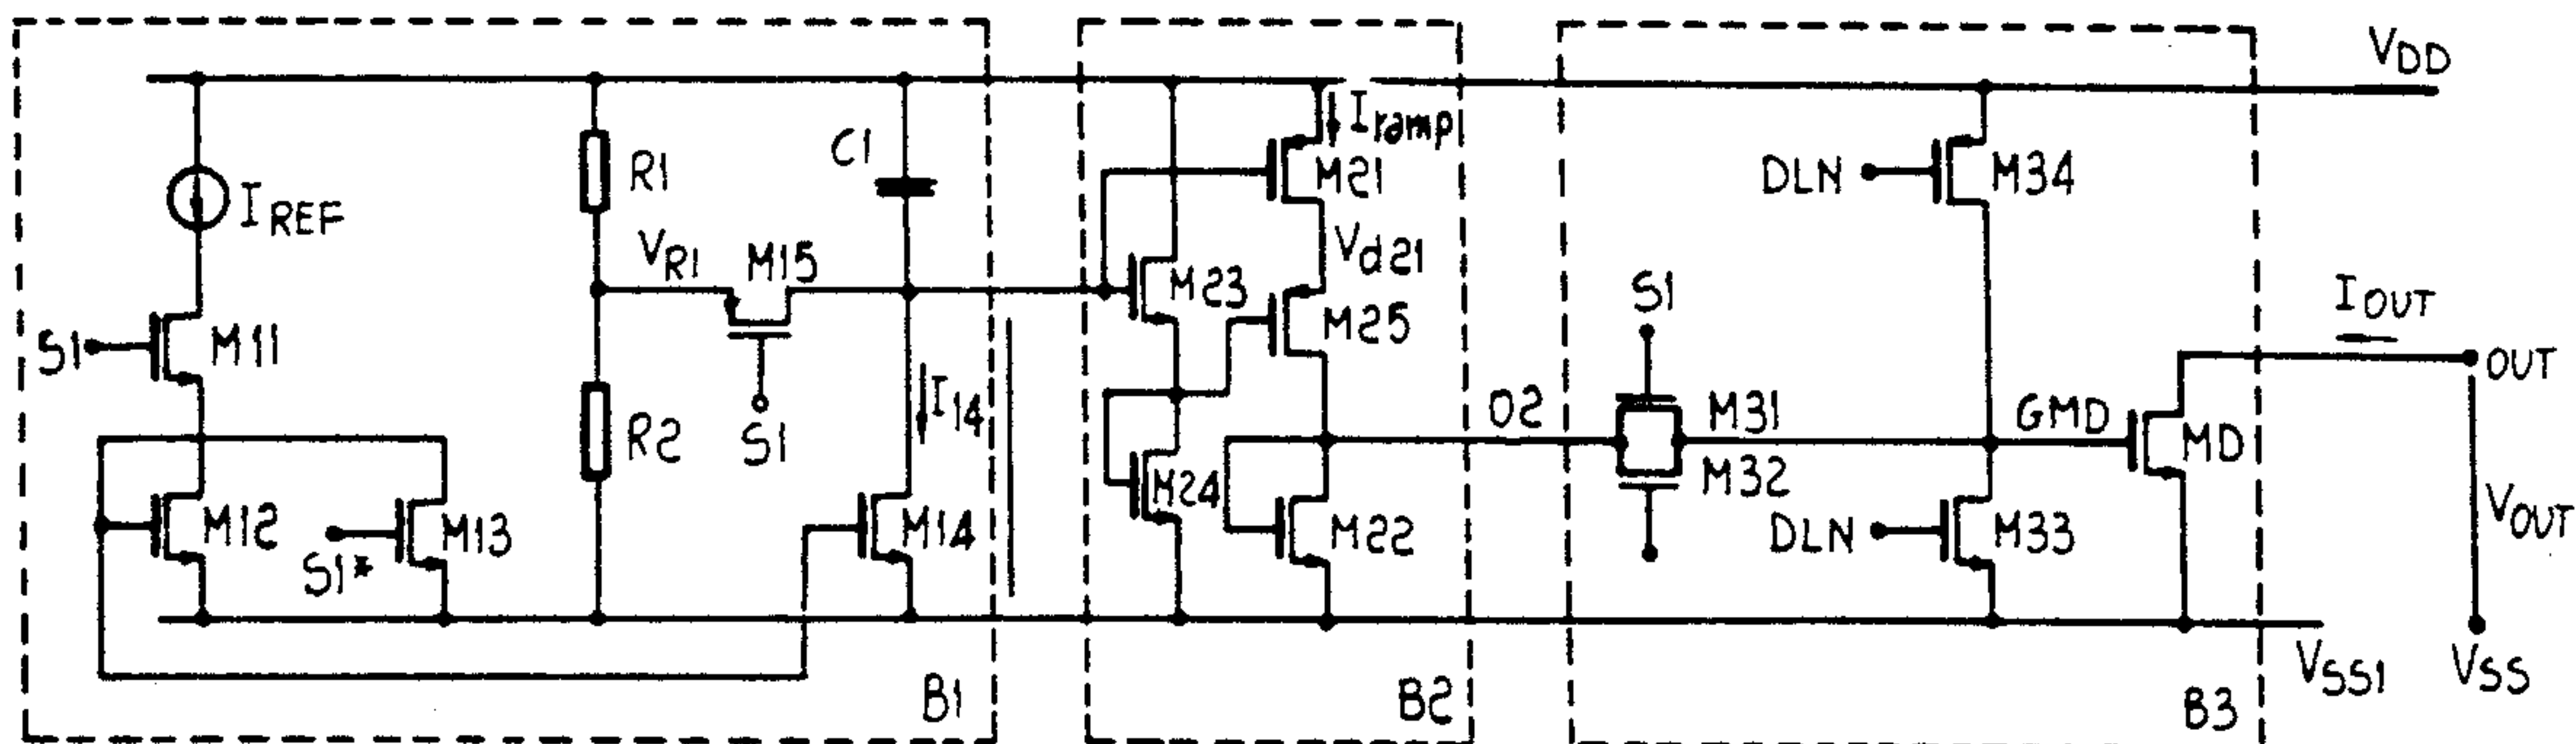 VDD
C1
Iramp
R1
M21
DLN
M34
IREF
VR1
M15
Vd21
M23
S1
IOUT
S1
M11
M25
OUT
I14
O2
M31
GMD
MD
R2
S1
M24
M32
VOUT
M12
M13
M14
M22
DLN
M33
S1*
VSS1
VSS
B1
B2
B3